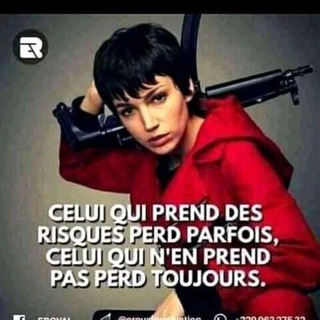 CELUI QUI PREND DES
RISQUES PERD PARFOIS,
CELUI QUI N'EN PREND
PAS PERD TOUJOURS.